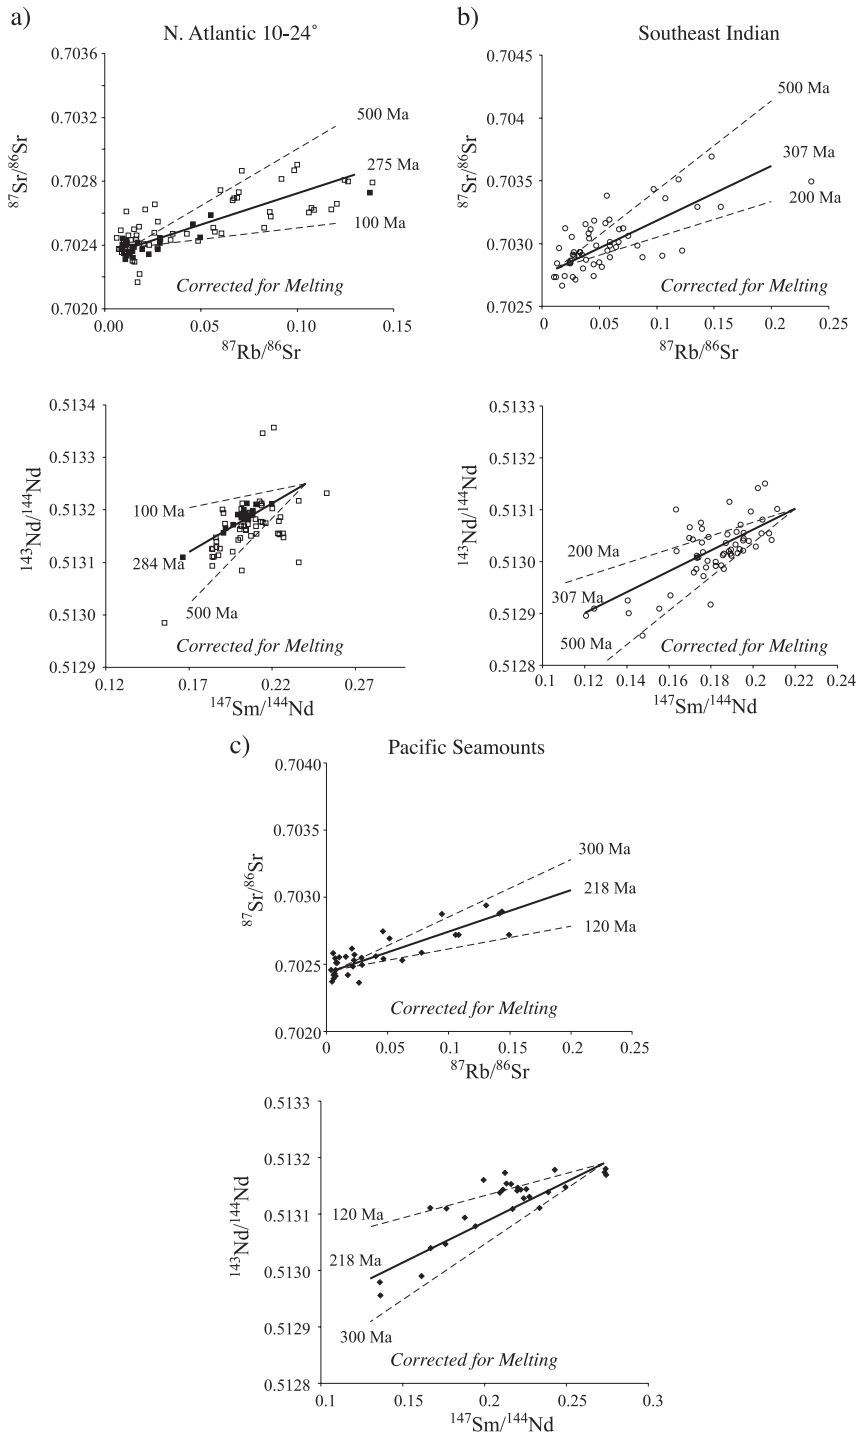 a)
N. Atlantic 10-24°
0.7036
0.7032
0.7028
0.7024
0.7020
87Sr/86Sr
500 Ma
275 Ma
100 Ma
Corrected for Melting
0.00
0.05
0.10
0.15
87Rb/86Sr
b)
Southeast Indian
0.7045
0.704
0.7035
0.7030
0.7025
87Sr/86Sr
500 Ma
307 Ma
200 Ma
Corrected for Melting
0
0.05
0.1
0.15
0.2
0.25
87Rb/86Sr
0.5134
0.5133
0.5132
0.5131
0.5130
0.5129
143Nd/144Nd
100 Ma
284 Ma
500 Ma
Corrected for Melting
0.12
0.17
0.22
0.27
147Sm/144Nd
0.5133
0.5132
0.5131
0.5130
0.5129
0.5128
143Nd/144Nd
200 Ma
307 Ma
500 Ma
Corrected for Melting
0.1
0.12
0.14
0.16
0.18
0.2
0.22
0.24
147Sm/144Nd
c)
Pacific Seamounts
0.7040
0.7035
0.7030
0.7025
0.7020
87Sr/86Sr
300 Ma
218 Ma
120 Ma
Corrected for Melting
0
0.05
0.1
0.15
0.2
0.25
87Rb/86Sr
0.5133
0.5132
0.5131
0.5130
0.5129
0.5128
143Nd/144Nd
120 Ma
218 Ma
300 Ma
Corrected for Melting
0.1
0.15
0.2
0.25
0.3
147Sm/144Nd